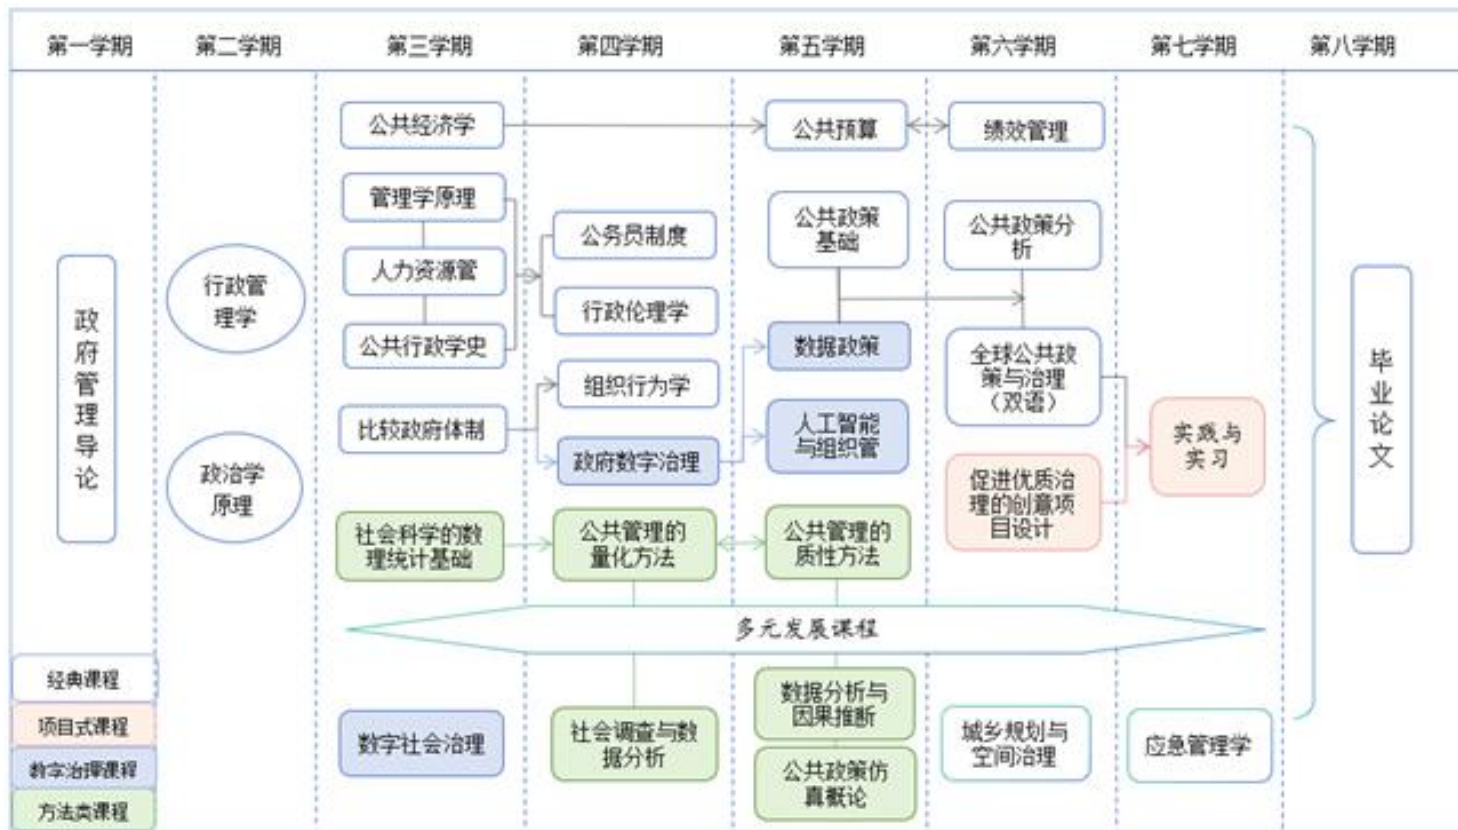 第一学期
第二学期
第三学期
第四学期
第五学期
第六学期
第七学期
第八学期
政府管理导论
行政管
理学
政治学
原理
公共经济学
管理学原理
人力资源管
公共行政学史
比较政府体制
社会科学的数
理统计基础
公务员制度
行政伦理学
组织行为学
政府数字治理
公共管理的
量化方法
公共预算
公共政策
基础
数据政策
人工智能
与组织管
公共管理的
质性方法
绩效管理
公共政策分
析
全球公共政
策与治理
（双语）
促进优质治
理的创意项
目设计
实践与
实习
毕业论文
多元发展课程
数字社会治理
社会调查与数
据分析
数据分析与
因果推断
公共政策仿
真概论
城乡规划与
空间治理
应急管理学
经典课程
项目式课程
数字治理课程
方法类课程